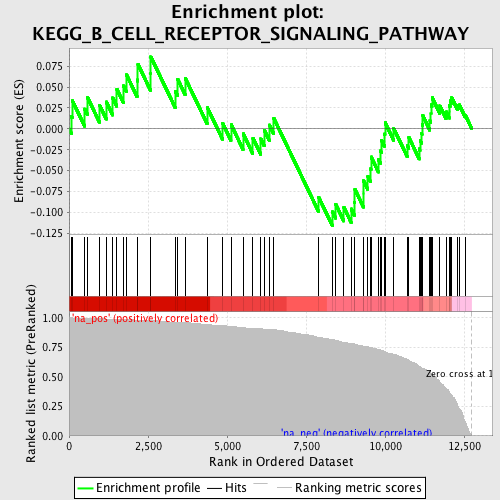 Enrichment plot:
KEGG_B_CELL_RECEPTOR_SIGNALING_PATHWAY
Enrichment score (ES)
0.075
0.050
0.025
0.000
-0.025
-0.050
-0.075
-0.100
-0.125
'na_pos' (positively correlated)
Ranked list metric (PreRanked)
1.00
0.75
0.50
0.25
0.00
Zero cross at 1
'na_neg' (negatively correlated)
0
2,500
5,000
7,500
10,000
12,500
Rank in Ordered Dataset
Enrichment profile
Hits
Ranking metric scores